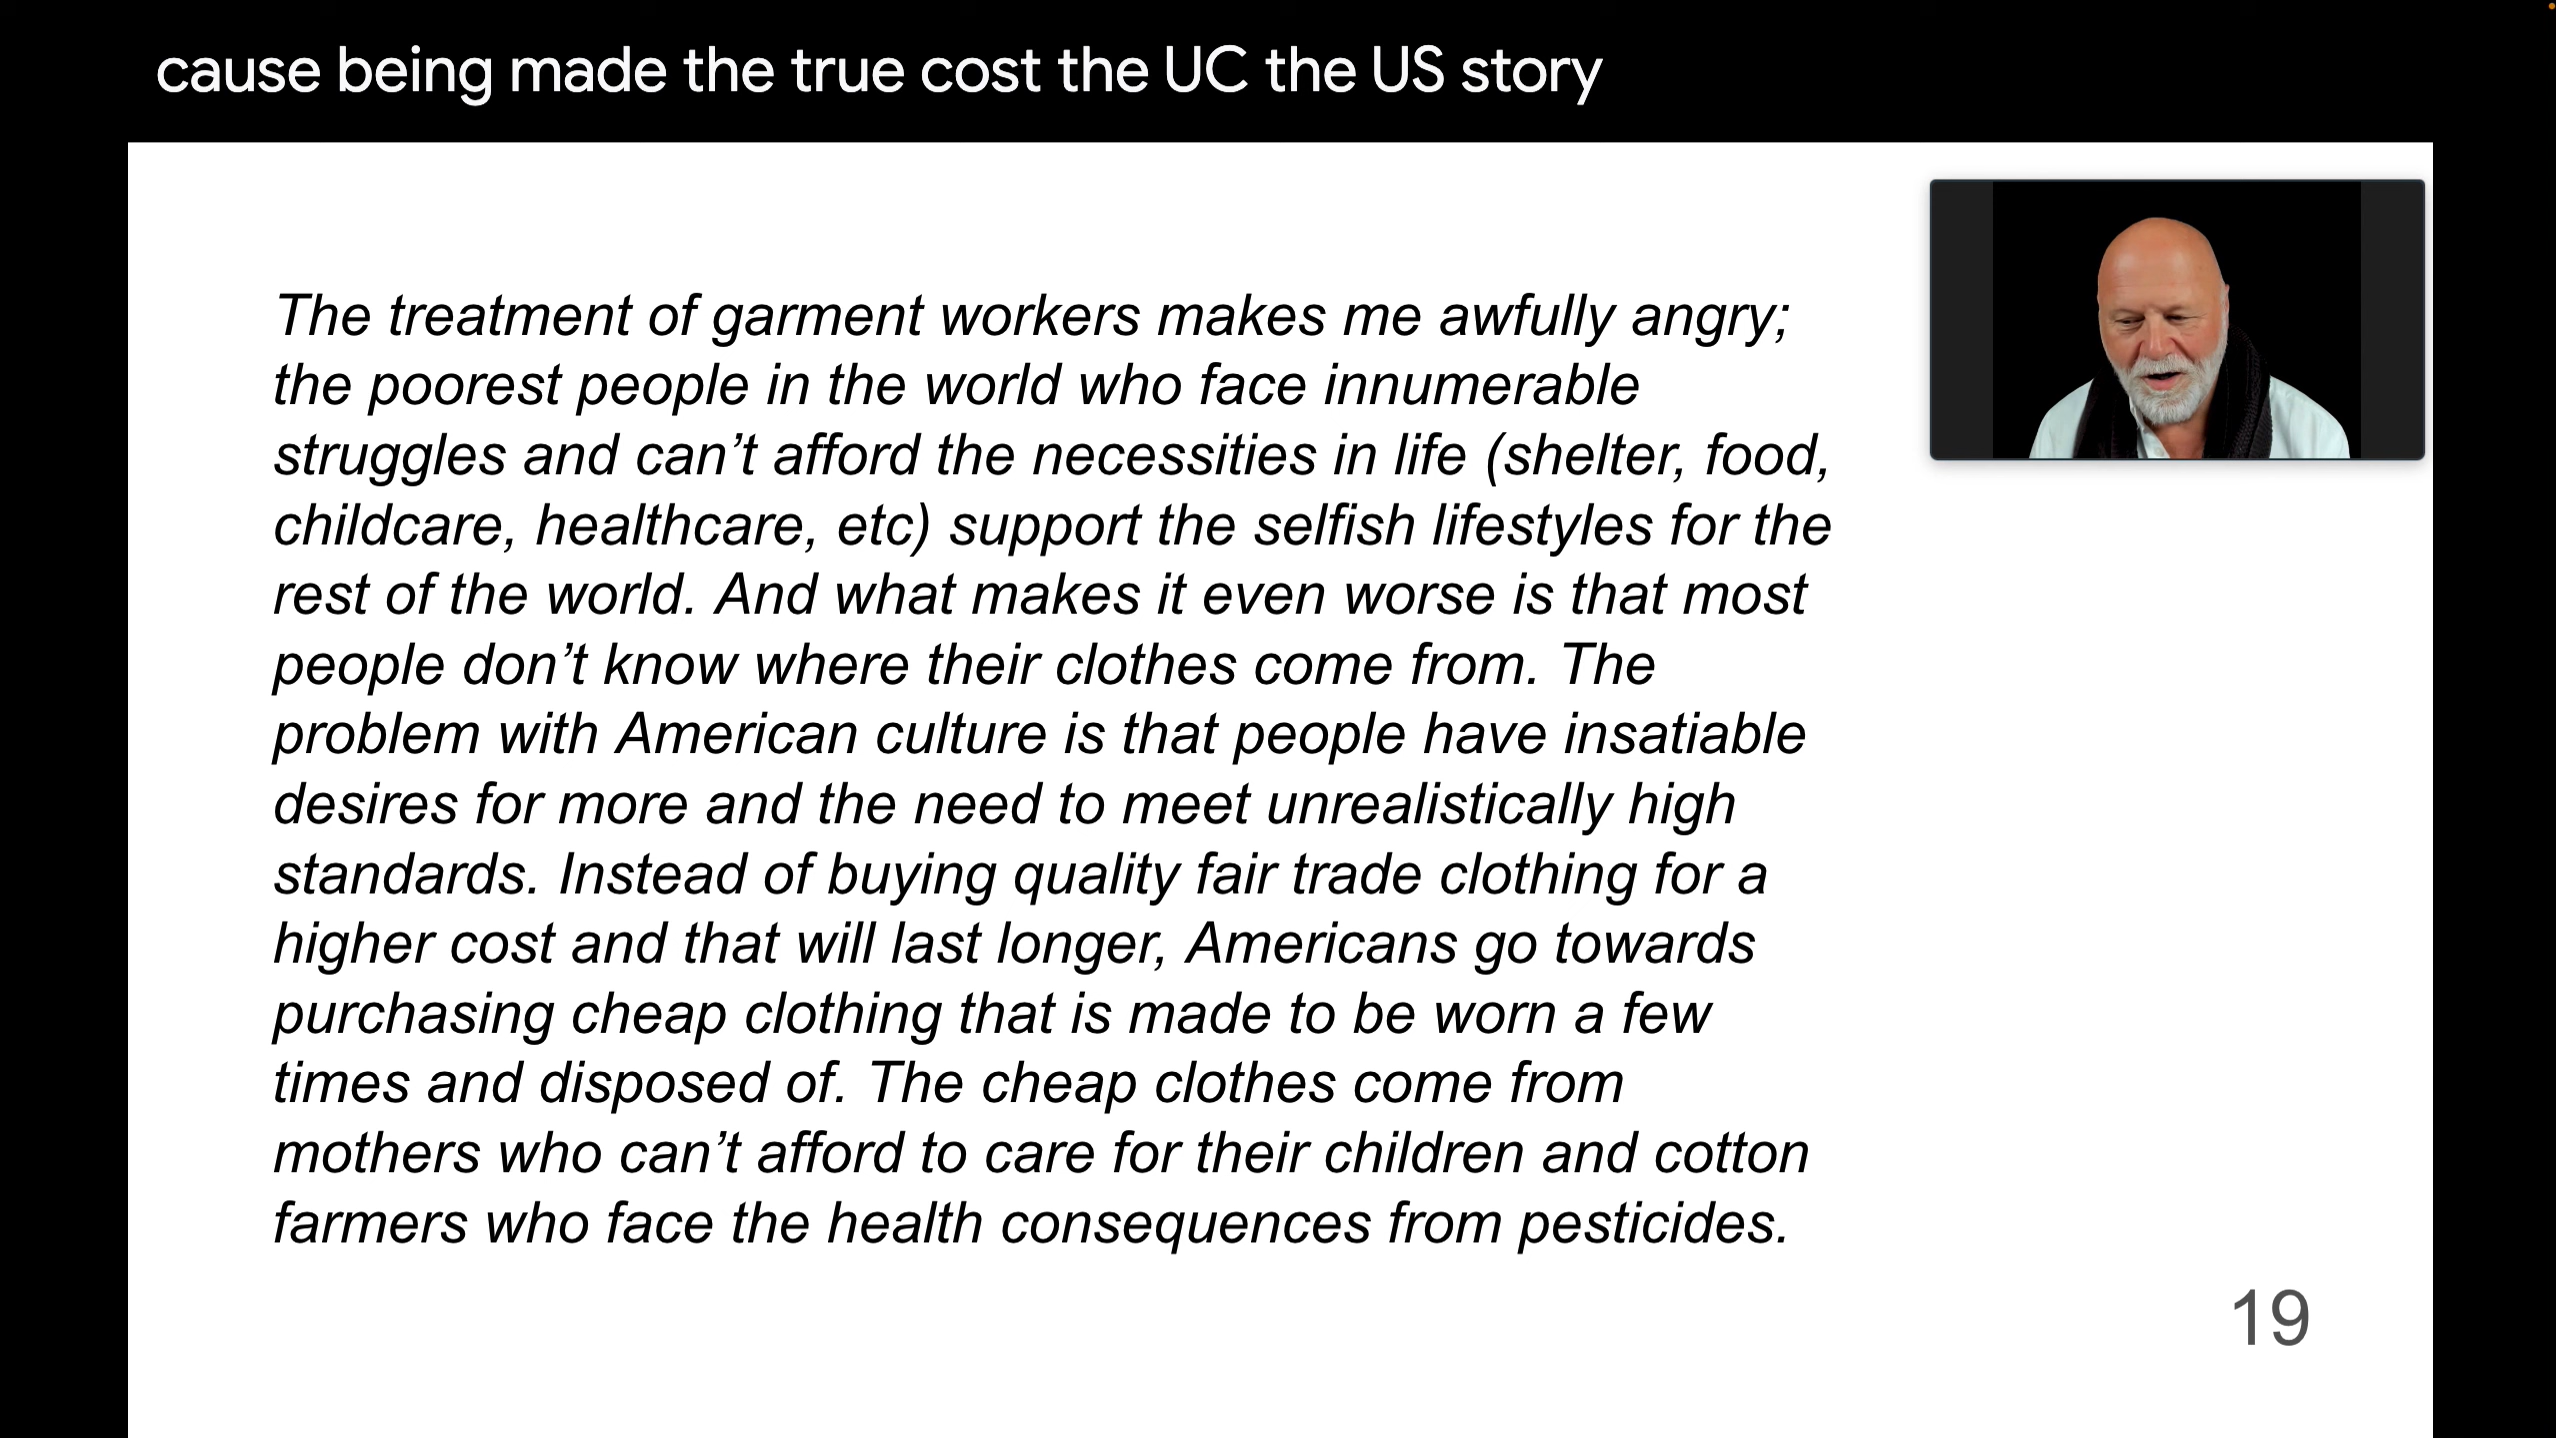 cause being made the true cost the UC the US story
The treatment of garment workers makes me awfully angry;
the poorest people in the world who face innumerable
struggles and can’t afford the necessities in life (shelter, food,
childcare, healthcare, etc) support the selfish lifestyles for the
rest of the world. And what makes it even worse is that most
people don’t know where their clothes come from. The
problem with American culture is that people have insatiable
desires for more and the need to meet unrealistically high
standards. Instead of buying quality fair trade clothing for a
higher cost and that will last longer, Americans go towards
purchasing cheap clothing that is made to be worn a few
times and disposed of. The cheap clothes come from
mothers who can’t afford to care for their children and cotton
farmers who face the health consequences from pesticides.
19